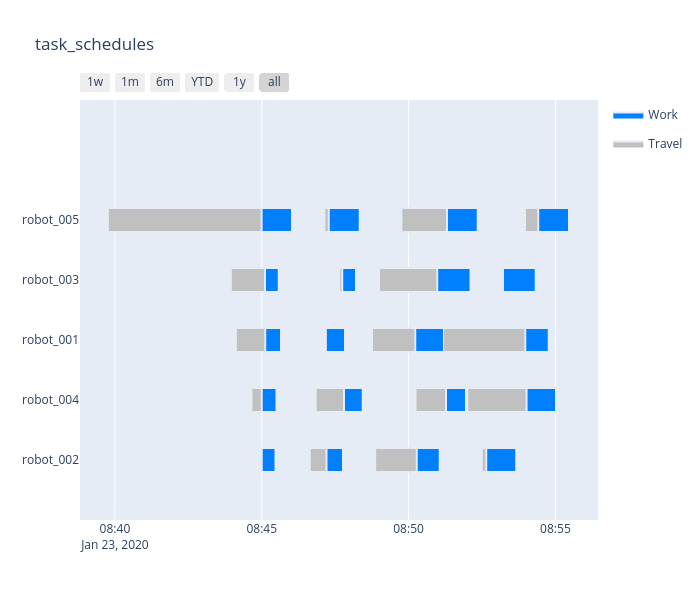 task_schedules
1w 1m 6m YTD 1y all
Work
Travel
robot_005
robot_003
robot_001
robot_004
robot_002
08:40 08:45 08:50 08:55
Jan 23, 2020